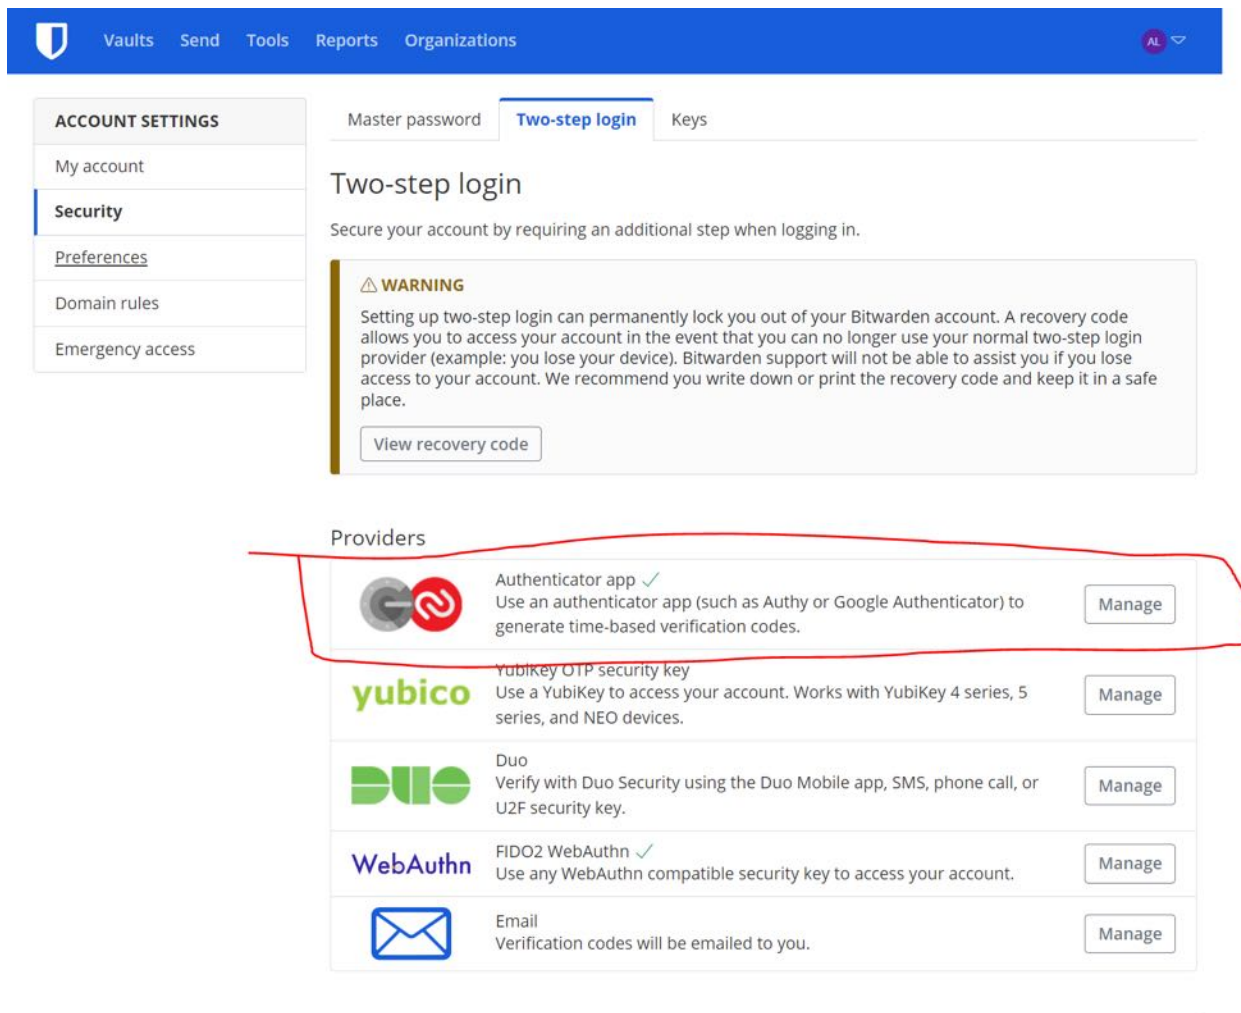 Vaults Send Tools Reports Organizations AL
ACCOUNT SETTINGS
My account
Security
Preferences
Domain rules
Emergency access
Master password Two-step login Keys
Two-step login
Secure your account by requiring an additional step when logging in.
WARNING
Setting up two-step login can permanently lock you out of your Bitwarden account. A recovery code
allows you to access your account in the event that you can no longer use your normal two-step login
provider (example: you lose your device). Bitwarden support will not be able to assist you if you lose
access to your account. We recommend you write down or print the recovery code and keep it in a safe
place.
View recovery code
Providers
Authenticator app
Use an authenticator app (such as Authy or Google Authenticator) to
generate time-based verification codes.
Manage
yubico
YubiKey OTP security key
Use a YubiKey to access your account. Works with YubiKey 4 series, 5
series, and NEO devices.
Manage
DUO
Duo
Verify with Duo Security using the Duo Mobile app, SMS, phone call, or
U2F security key.
Manage
WebAuthn
FIDO2 WebAuthn
Use any WebAuthn compatible security key to access your account.
Manage
Email
Verification codes will be emailed to you.
Manage